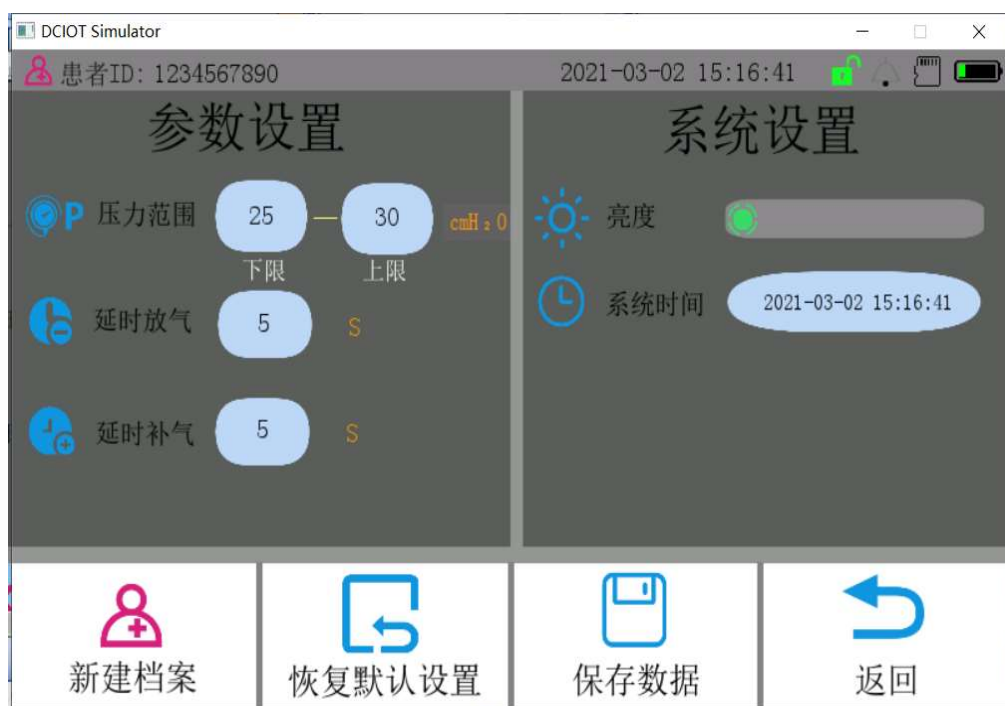 DCIOT Simulator
患者ID: 1234567890 2021-03-02 15:16:41
参数设置
P 压力范围 25 — 30 cmH₂O
下限 上限
延时放气 5 S
延时补气 5 S
系统设置
亮度
系统时间 2021-03-02 15:16:41
新建档案 恢复默认设置 保存数据 返回